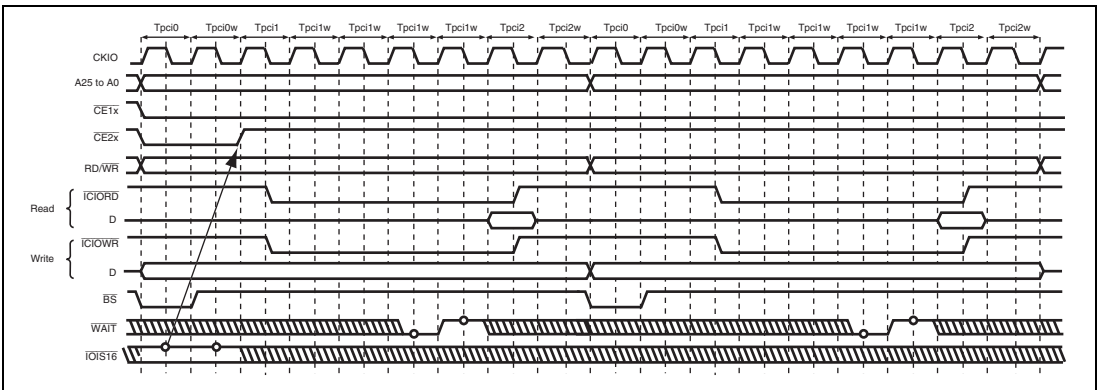 Tpci0 Tpci0w Tpci1 Tpci1w Tpci1w Tpci1w Tpci1w Tpci2 Tpci2w Tpci0 Tpci0w Tpci1 Tpci1w Tpci1w Tpci1w Tpci1w Tpci2 Tpci2w
CKIO
A25 to A0
CE1x
CE2x
RD/WR
Read
ICIORD
D
Write
ICIOWR
D
BS
WAIT
IOIS16